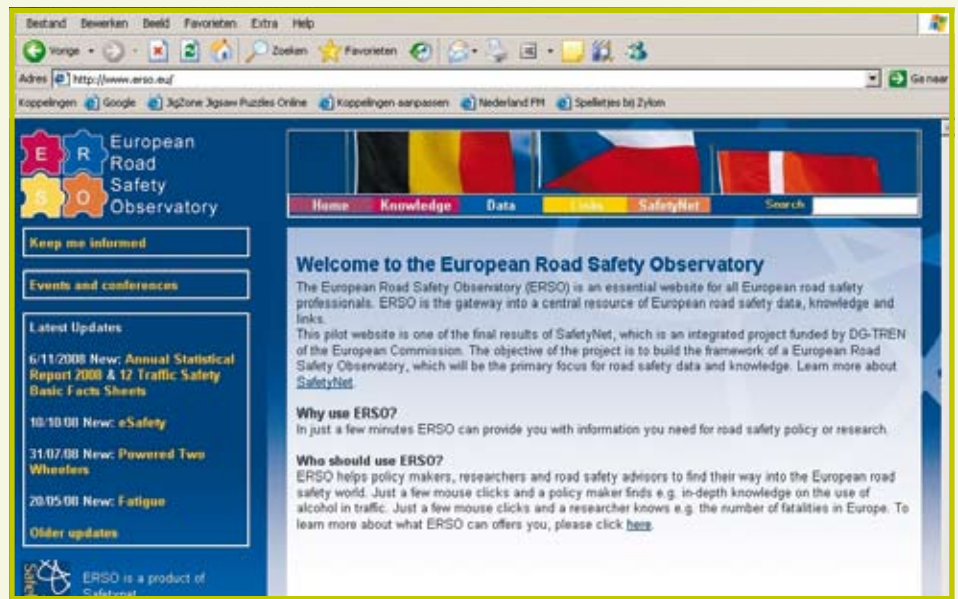 Bestand Bewerken Beeld Favorieten Extra Help
Vorige Zoeken Favorieten
Adres http://www.erso.eu/ Ga naar
Koppelingen Google JigZone Jigsaw Puzzles Online Koppelingen aanpassen Nederland FM Spelletjes bij Zylom
E R S O
European
Road
Safety
Observatory
Home Knowledge Data Links SafetyNet Search
Keep me informed
Events and conferences
Latest Updates
6/11/2008 New: Annual Statistical
Report 2008 & 12 Traffic Safety
Basic Facts Sheets
10/10/08 New: eSafety
31/07/08 New: Powered Two
Wheelers
20/05/08 New: Fatigue
Older updates
ERSO is a product of
Safetynet
Welcome to the European Road Safety Observatory
The European Road Safety Observatory (ERSO) is an essential website for all European road safety
professionals. ERSO is the gateway into a central resource of European road safety data, knowledge and
links.
This pilot website is one of the final results of SafetyNet, which is an integrated project funded by DG-TREN
of the European Commission. The objective of the project is to build the framework of a European Road
Safety Observatory, which will be the primary focus for road safety data and knowledge. Learn more about
SafetyNet.
Why use ERSO?
In just a few minutes ERSO can provide you with information you need for road safety policy or research.
Who should use ERSO?
ERSO helps policy makers, researchers and road safety advisors to find their way into the European road
safety world. Just a few mouse clicks and a policy maker finds e.g. in-depth knowledge on the use of
alcohol in traffic. Just a few mouse clicks and a researcher knows e.g. the number of fatalities in Europe. To
learn more about what ERSO can offers you, please click here.